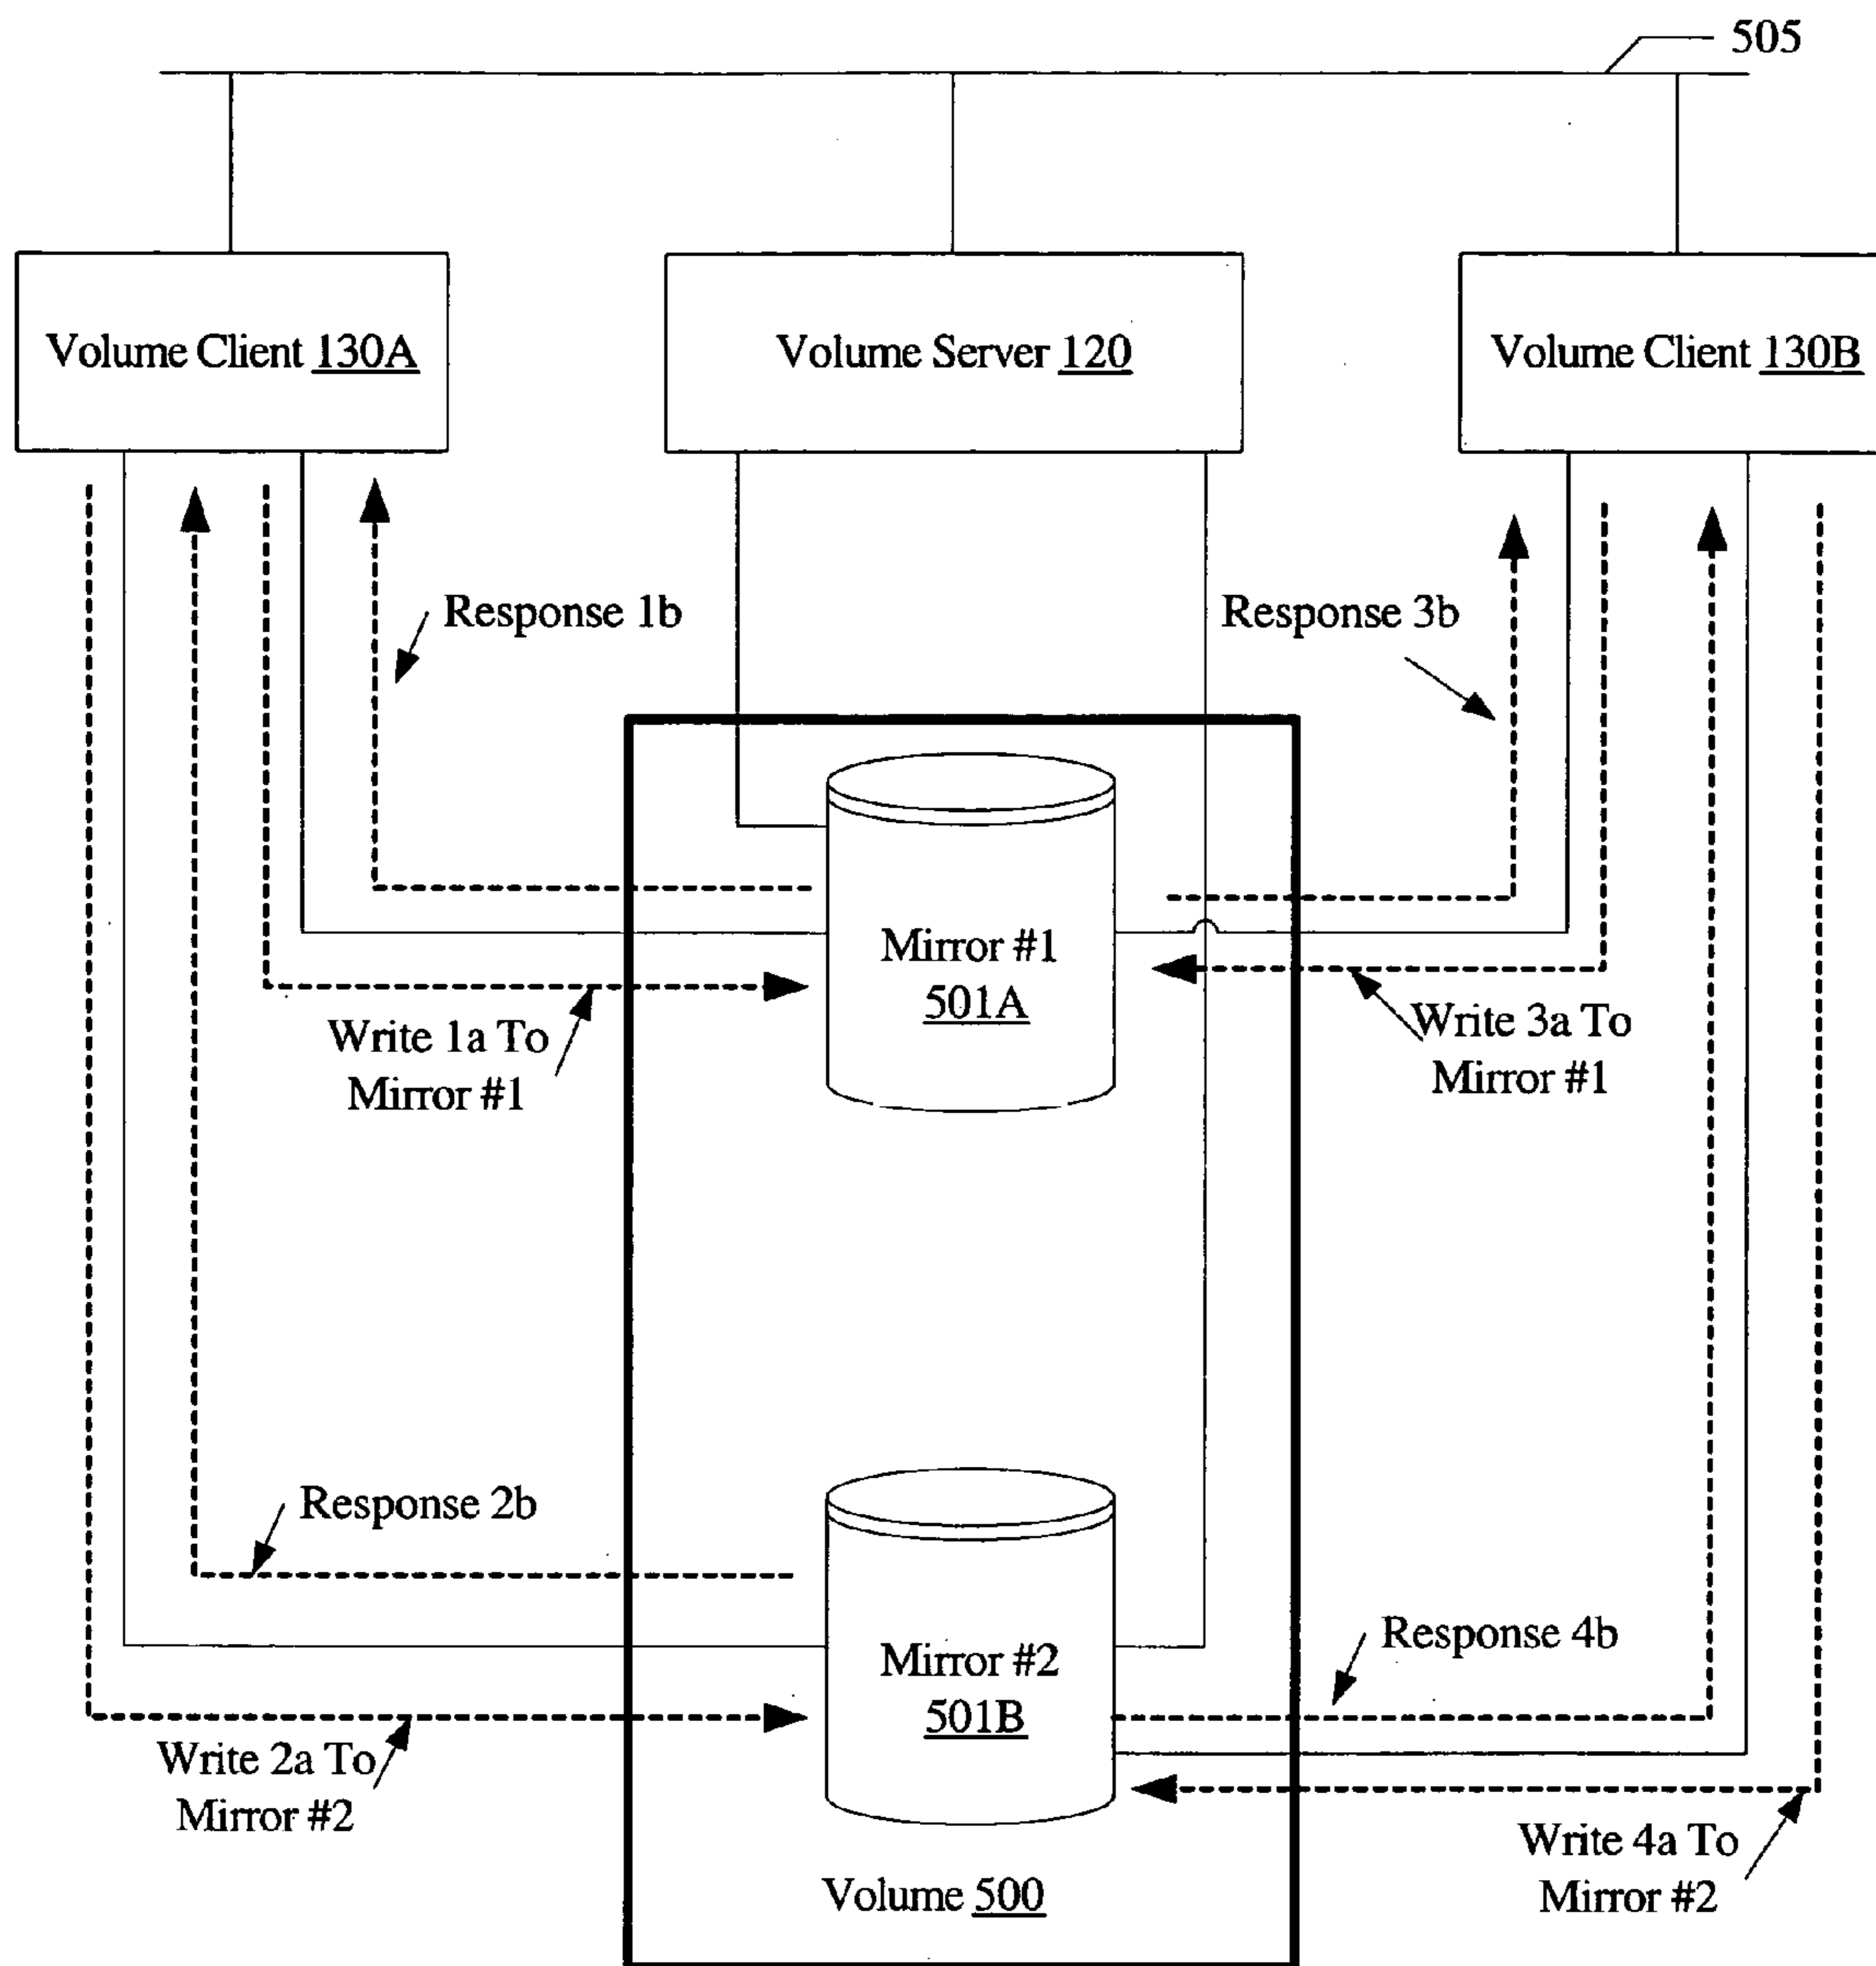 505
Volume Client 130A
Volume Server 120
Volume Client 130B
Response 1b
Response 3b
Mirror #1
501A
Write 1a To
Mirror #1
Write 3a To
Mirror #1
Response 2b
Mirror #2
501B
Response 4b
Write 2a To
Mirror #2
Write 4a To
Mirror #2
Volume 500